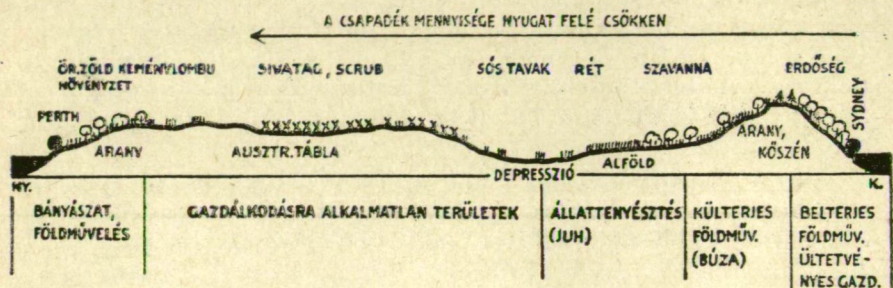 A CSAPADÉK MENNYISÉGE NYUGAT FELÉ CSÖKKEN
ÖR.ZÖLD KEMÉNYLOMBU
NÖVÉNYZET
SIVATAG, SCRUB
SÓS TAVAK
RÉT
SZAVANNA
ERDŐSÉG
PERTH
SYDNEY
ARANY
AUSZTR.TÁBLA
DEPRESSZIÓ
ALFÖLD
ARANY,
KŐSZÉN
NY.
K.
BÁNYÁSZAT,
FÖLDMŰVELÉS
GAZDÁLKODÁSRA ALKALMATLAN TERÜLETEK
ÁLLATTENYÉSZTÉS
(JUH)
KÜLTERJES
FÖLDMŰV.
(BÚZA)
BELTERJES
FÖLDMŰV.
ÜLTETVÉ-
NYES GAZD.